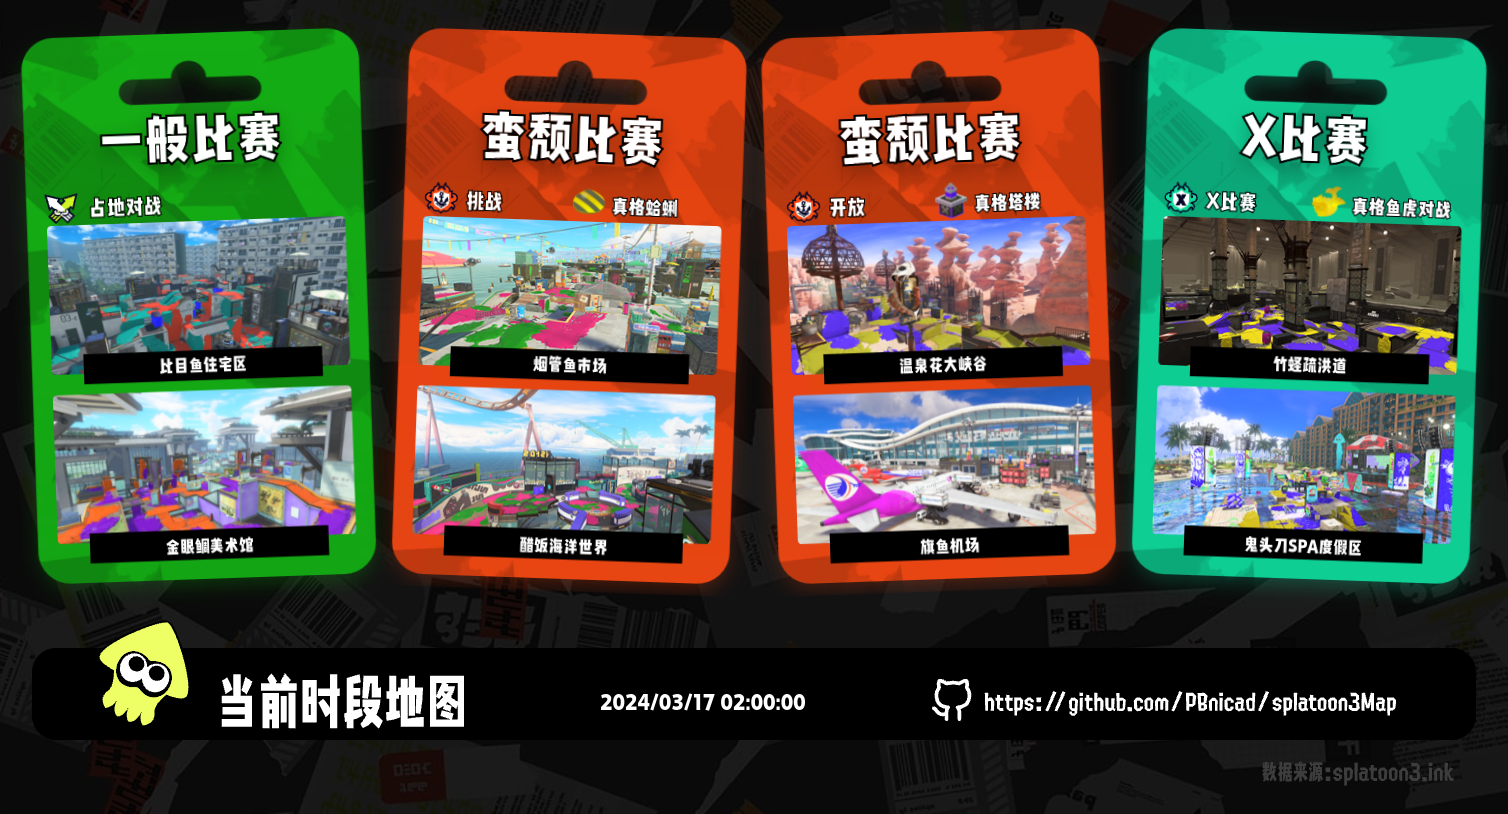 一般比赛
占地对战
比目鱼住宅区
金眼鲷美术馆
蛮颓比赛
挑战
真格蛤蜊
烟管鱼市场
醋饭海洋世界
蛮颓比赛
开放
真格塔楼
温泉花大峡谷
旗鱼机场
X比赛
X比赛
真格鱼虎对战
竹蛏疏洪道
鬼头刀SPA度假区
当前时段地图
2024/03/17 02:00:00
https://github.com/PBnicad/splatoon3Map
数据来源:splatoon3.ink